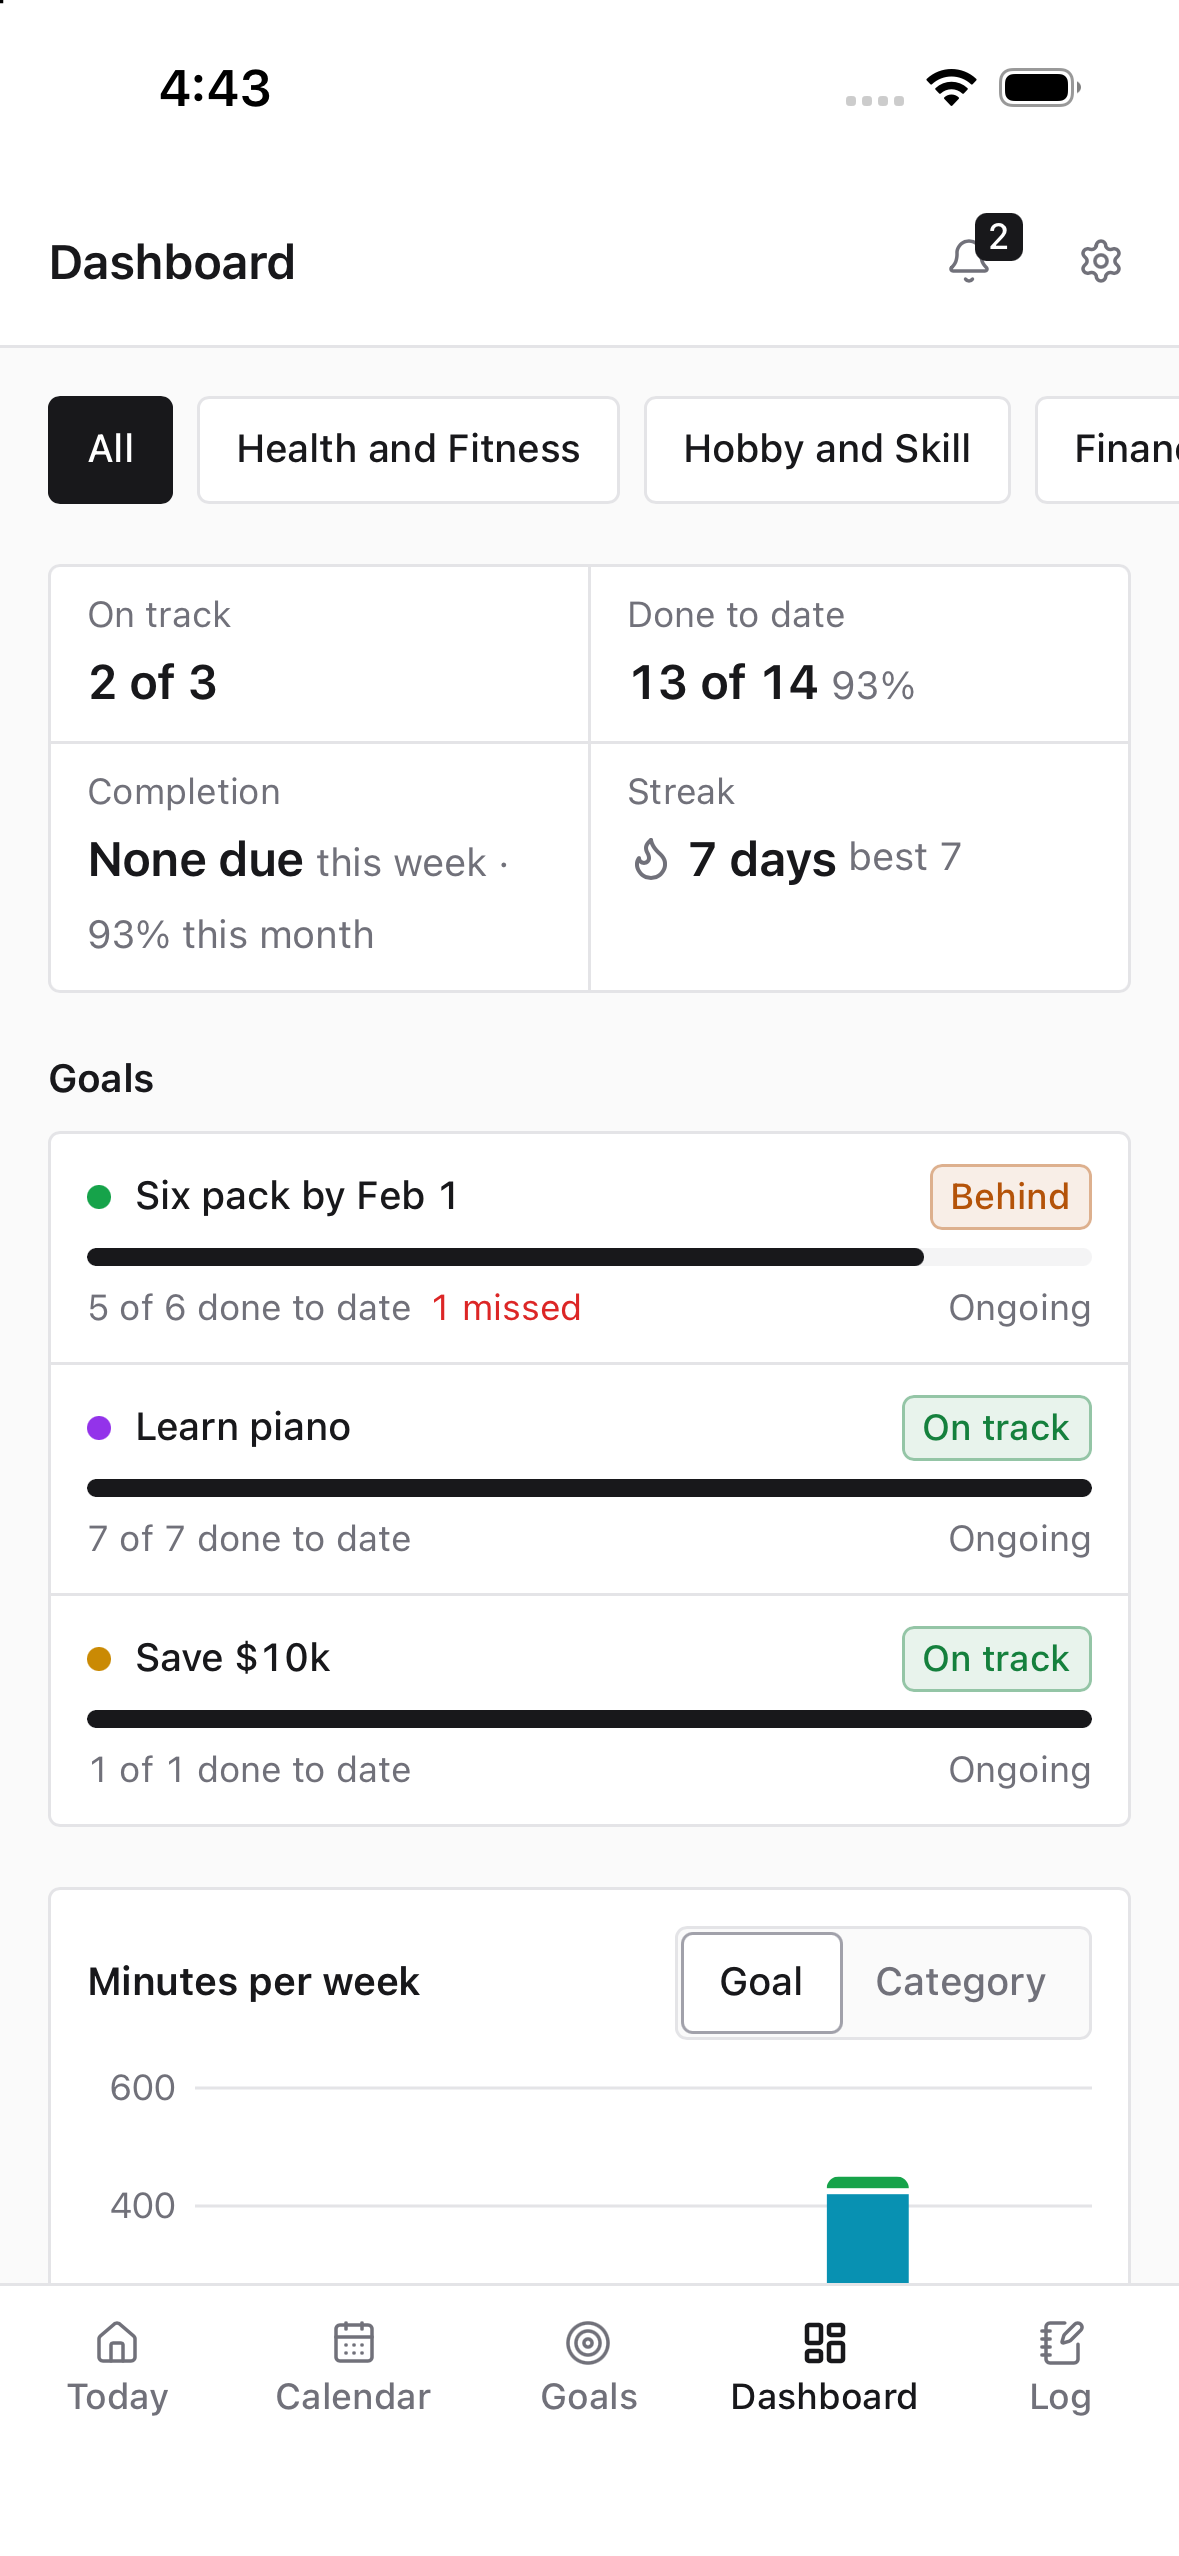 4:43
Dashboard
2
All
Health and Fitness
Hobby and Skill
Finan
On track
2 of 3
Done to date
13 of 14 93%
Completion
None due this week ·
93% this month
Streak
7 days best 7
Goals
Six pack by Feb 1
Behind
5 of 6 done to date 1 missed
Ongoing
Learn piano
On track
7 of 7 done to date
Ongoing
Save $10k
On track
1 of 1 done to date
Ongoing
Minutes per week
Goal
Category
600
400
Today
Calendar
Goals
Dashboard
Log